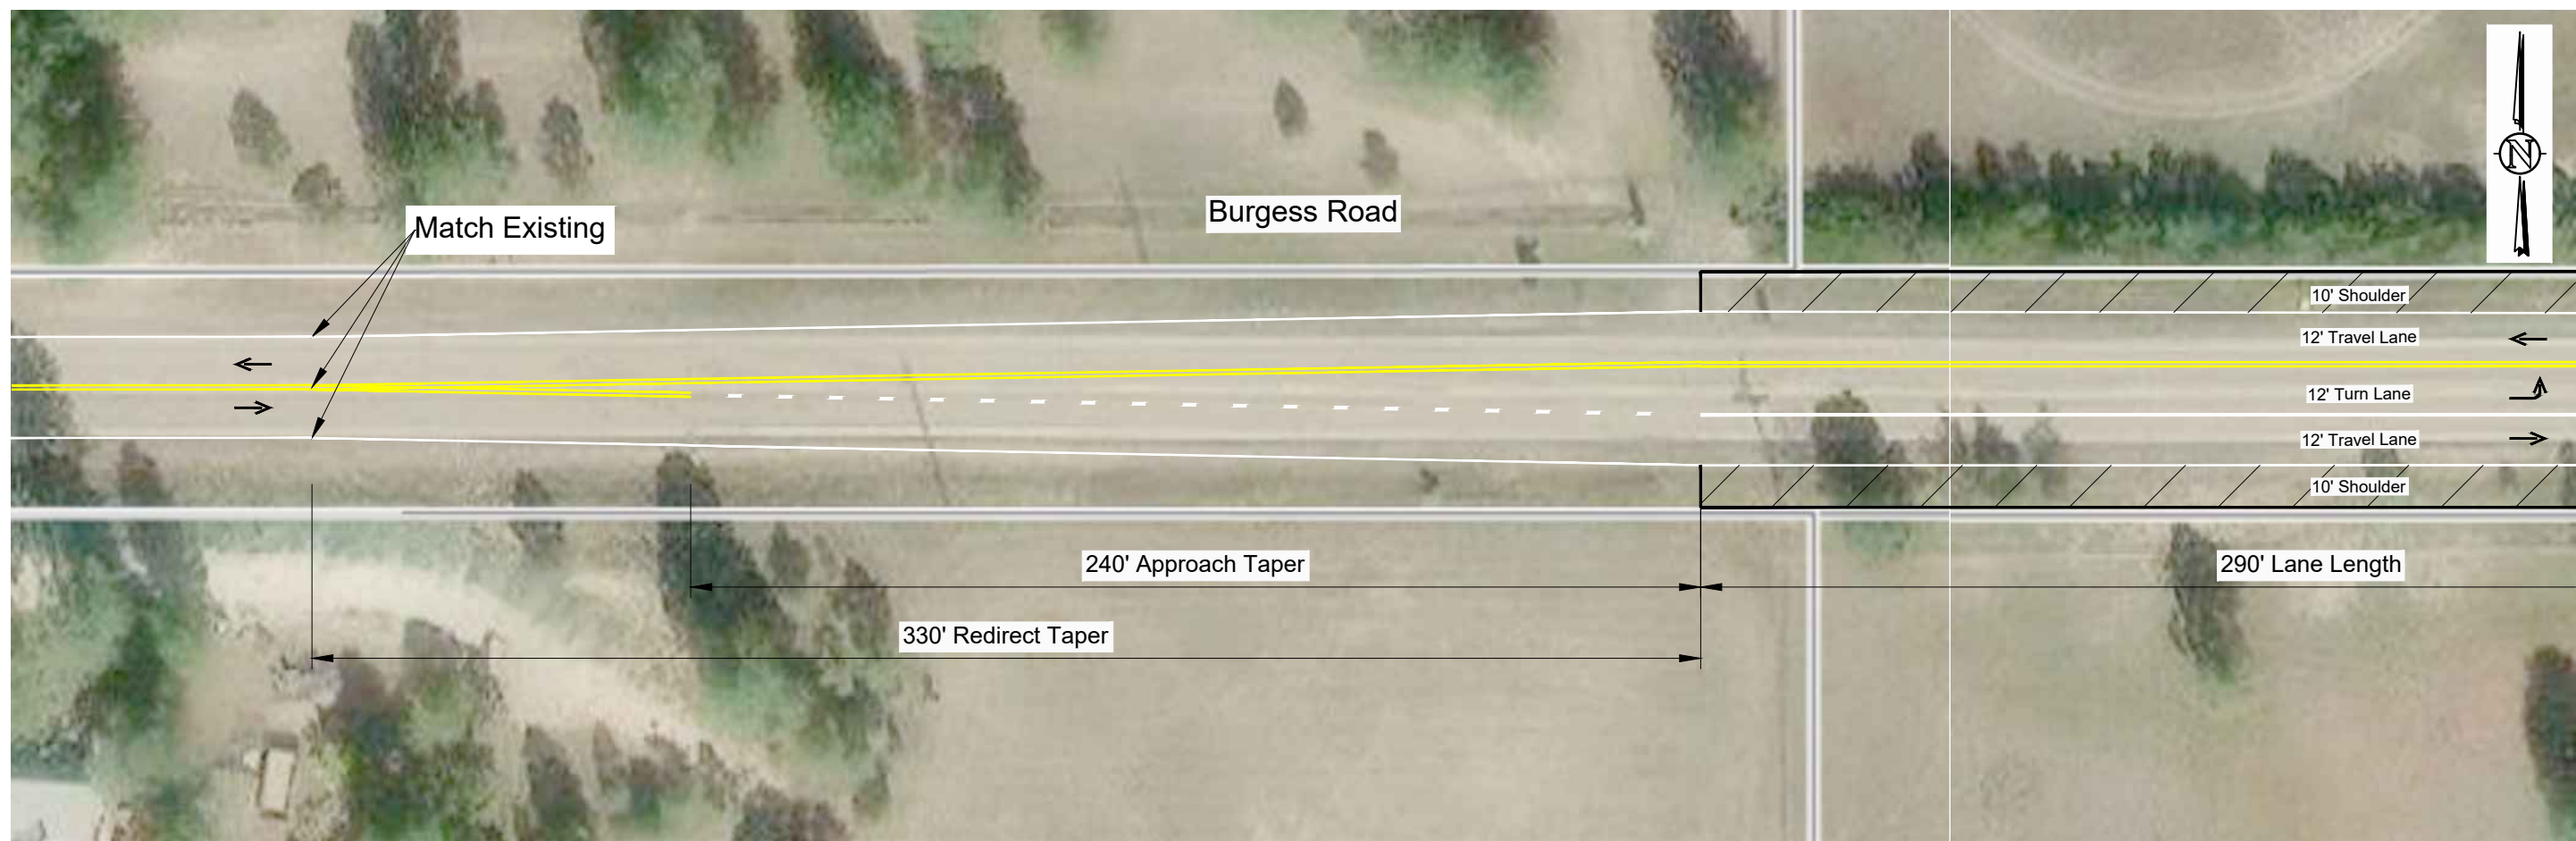 Burgess Road
Match Existing
N
10' Shoulder
12' Travel Lane
12' Turn Lane
12' Travel Lane
10' Shoulder
240' Approach Taper
290' Lane Length
330' Redirect Taper